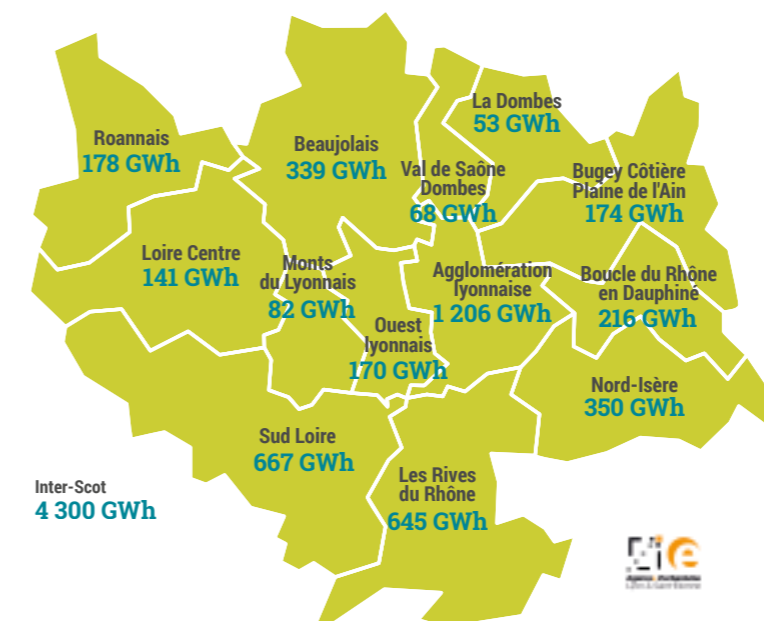 La Dombes
53 GWh
Roannais
178 GWh
Beaujolais
339 GWh
Val de Saône
Dombes
68 GWh
Bugey Côtière
Plaine de l'Ain
174 GWh
Loire Centre
141 GWh
Monts
du Lyonnais
82 GWh
Agglomération
lyonnaise
1 206 GWh
Boucle du Rhône
en Dauphiné
216 GWh
Ouest
lyonnais
170 GWh
Nord-Isère
350 GWh
Sud Loire
667 GWh
Les Rives
du Rhône
645 GWh
Inter-Scot
4 300 GWh